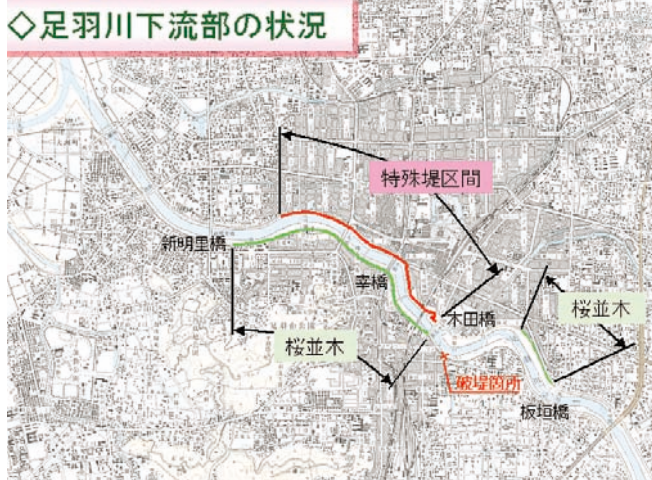 ◇足羽川下流部の状況
特殊堤区間
新明里橋
幸橋
木田橋
桜並木
桜並木
破堤箇所
板垣橋